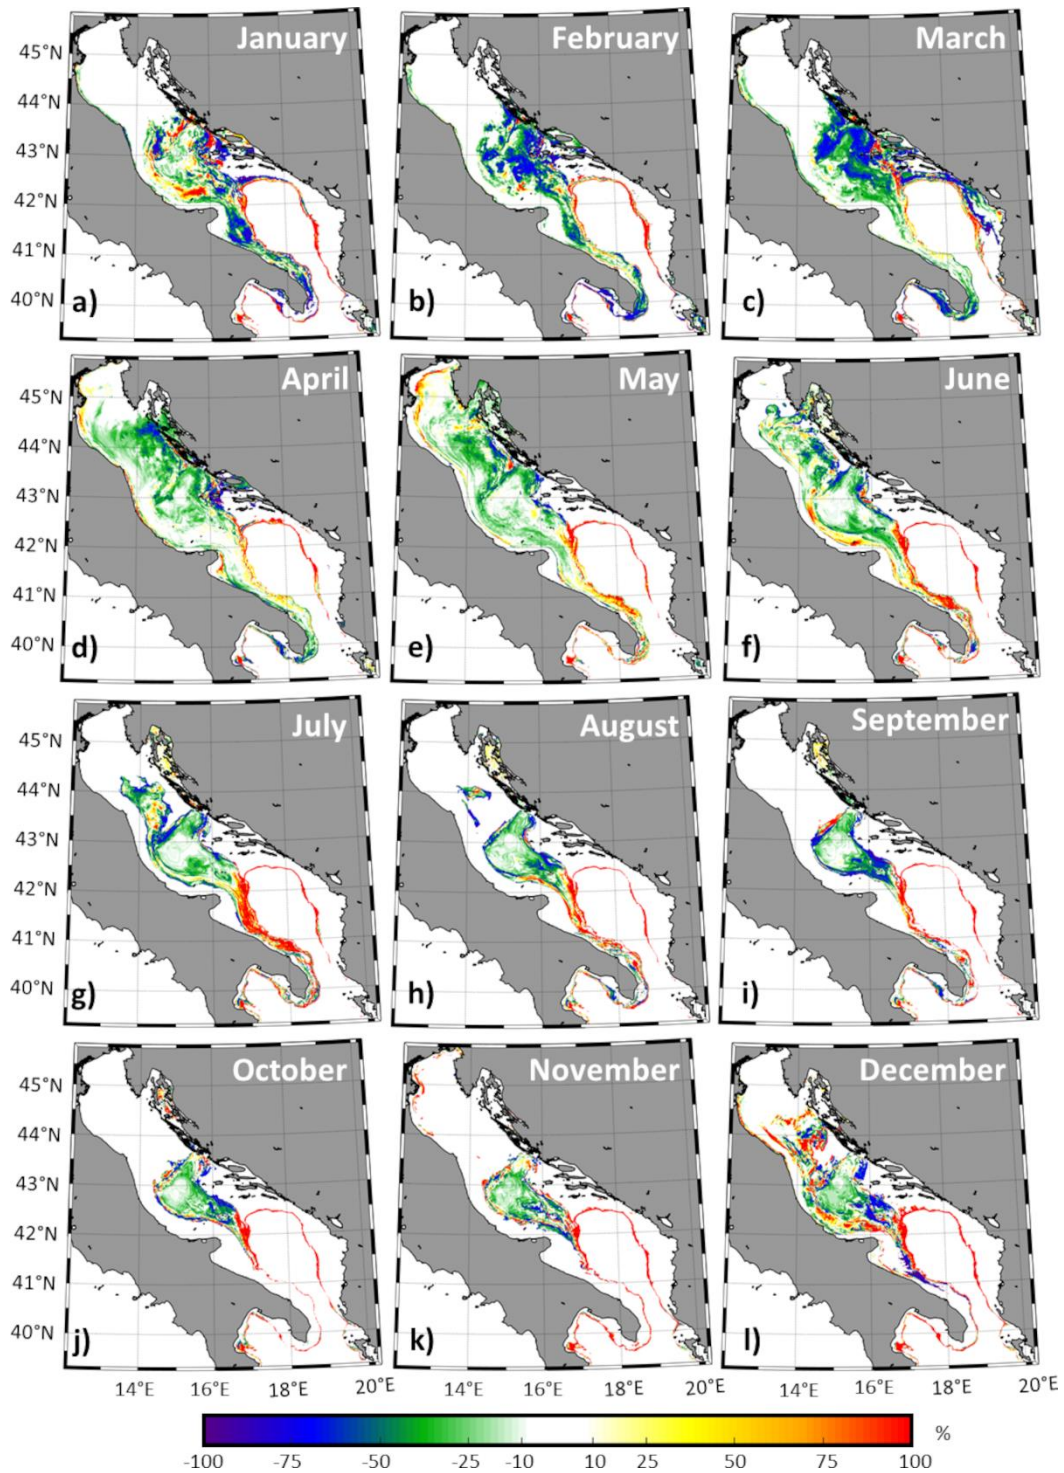 January
February
March
45°N
44°N
43°N
42°N
41°N
40°N
a)
b)
c)
April
May
June
45°N
44°N
43°N
42°N
41°N
40°N
d)
e)
f)
July
August
September
45°N
44°N
43°N
42°N
41°N
40°N
g)
h)
i)
October
November
December
45°N
44°N
43°N
42°N
41°N
40°N
j)
k)
l)
14°E 16°E 18°E 20°E 14°E 16°E 18°E 20°E 14°E 16°E 18°E 20°E
%
-100 -75 -50 -25 -10 10 25 50 75 100